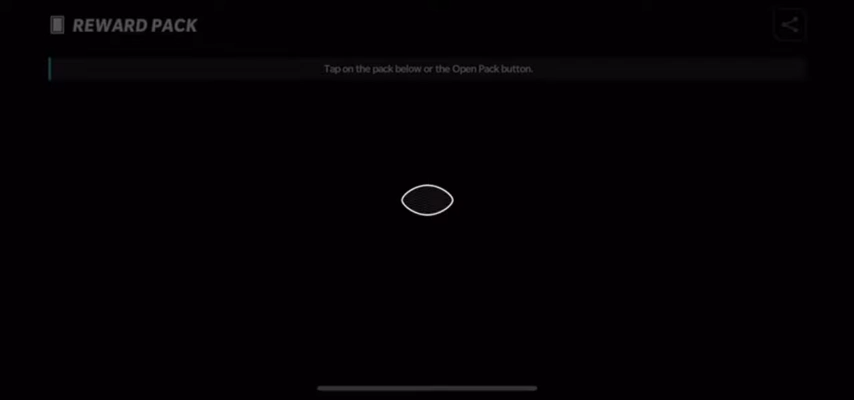 REWARD PACK
Tap on the pack below or the Open Pack button.